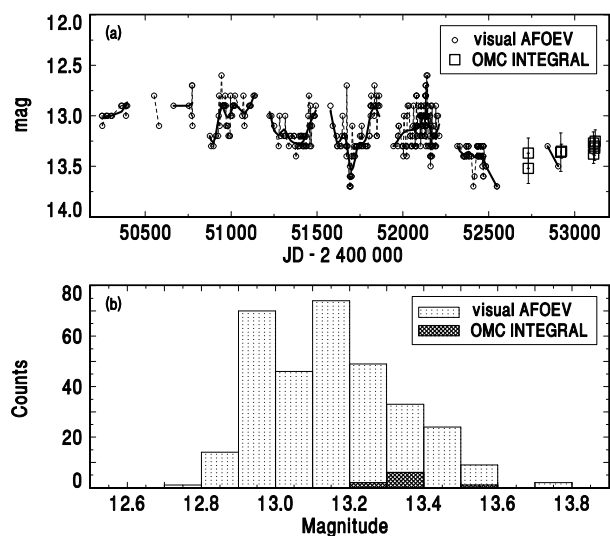 (a)
visual AFOEV
OMC INTEGRAL
mag
12.0
12.5
13.0
13.5
14.0
50500 51000 51500 52000 52500 53000
JD - 2 400 000
(b)
visual AFOEV
OMC INTEGRAL
Counts
80
60
40
20
0
12.6 12.8 13.0 13.2 13.4 13.6 13.8
Magnitude